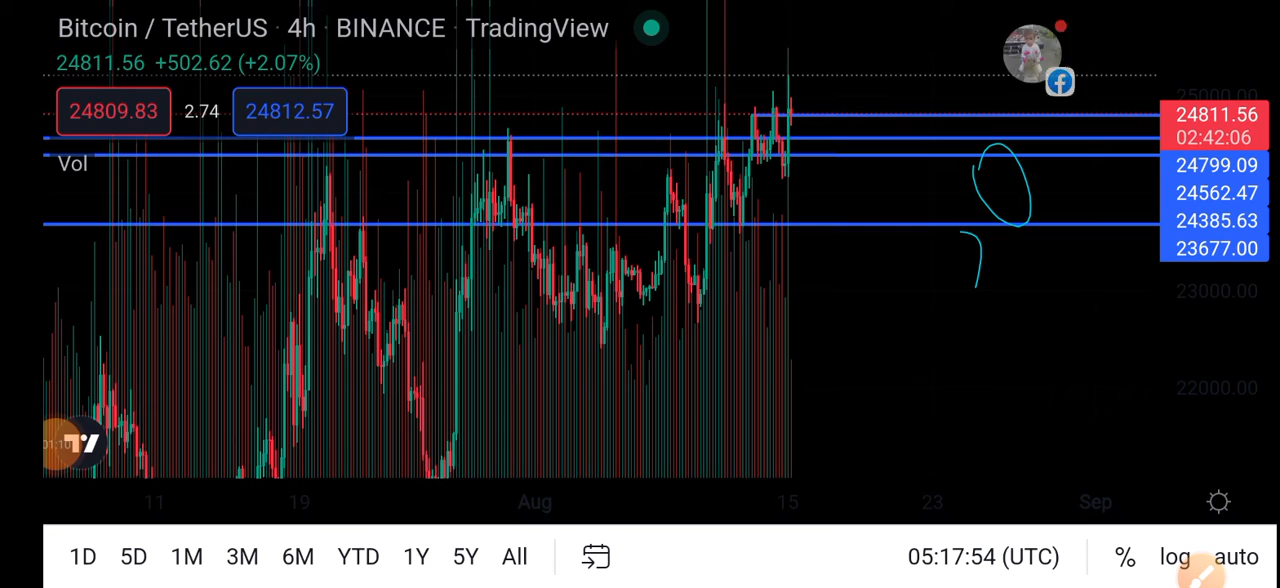 Bitcoin / TetherUS · 4h · BINANCE · TradingView
24811.56 +502.62 (+2.07%)
24809.83 2.74 24812.57
Vol
25000.00
24811.56
02:42:06
24799.09
24562.47
24385.63
23677.00
23000.00
22000.00
01:10
11 19 Aug 15 23 Sep
1D 5D 1M 3M 6M YTD 1Y 5Y All 05:17:54 (UTC) % log auto